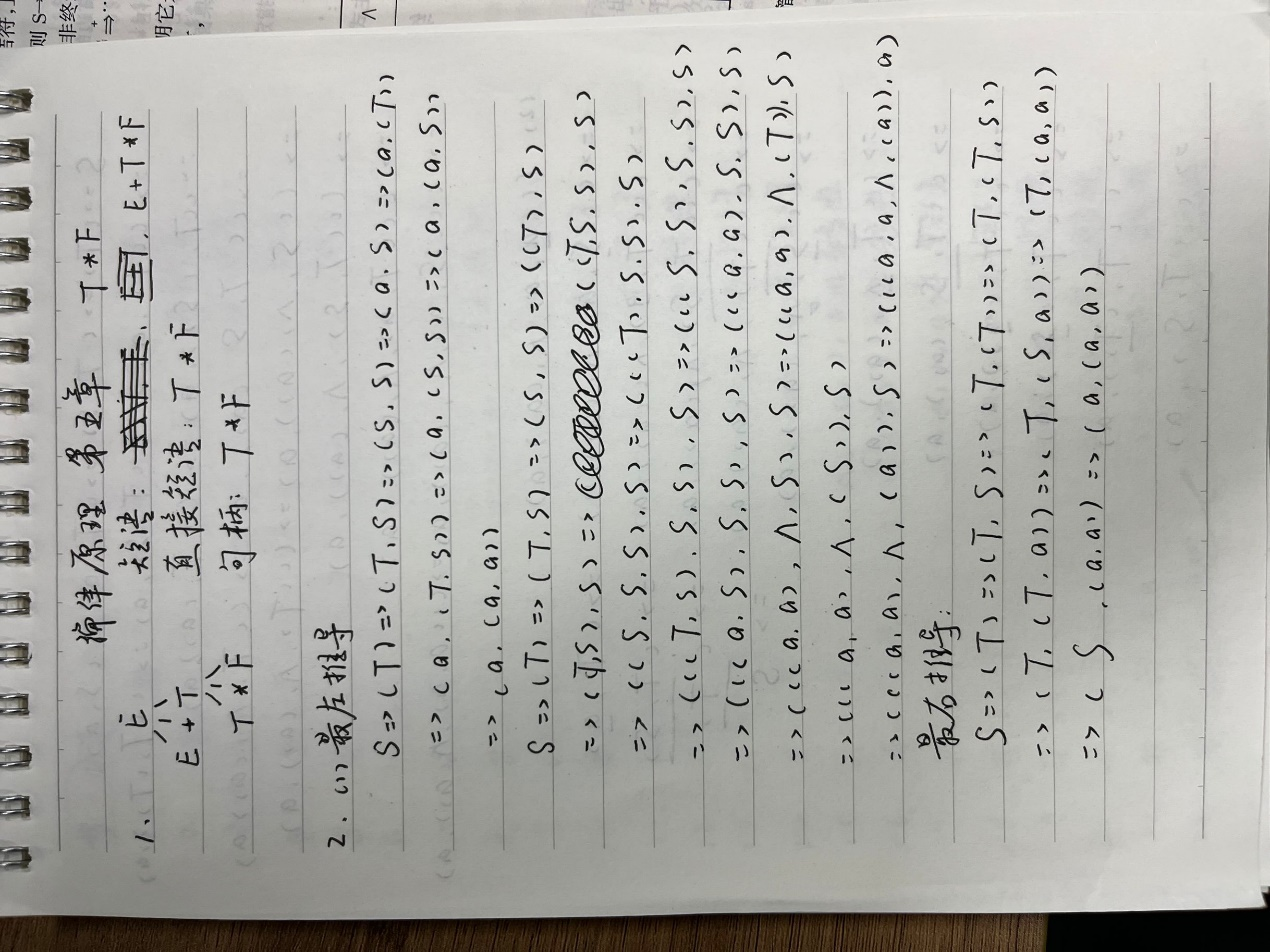 编译原理 第五章 T*F
1. E 短语: , E+T*F
E + T 直接短语: T*F
T * F 句柄: T*F
2. (1) 最左推导
S=>(T)=>(T,S)=>(S,S)=>(a,S)=>(a,(T))
=>(a,(T,S))=>(a,(S,S))=>(a,(a,S))
=>(a,(a,a))
S=>(T)=>(T,S)=>(S,S)=>((T),S)
=>((T,S),S)=>((T,S,S),S)
=>((S,S,S),S)=>(((T),S,S),S)
=>(((T,S),S,S),S)=>(((S,S),S,S),S)
=>(((a,S),S,S),S)=>(((a,a),S,S),S)
=>(((a,a),Λ,S),S)=>(((a,a),Λ,(T)),S)
=>(((a,a),Λ,(S)),S)
=>(((a,a),Λ,(a)),S)=>(((a,a,Λ,(a)),a)
最右推导:
S=>(T)=>(T,S)=>(T,(T))=>(T,(T,S))
=>(T,(T,a))=>(T,(S,a))=>(T,(a,a))
=>(S,(a,a))=>(a,(a,a))